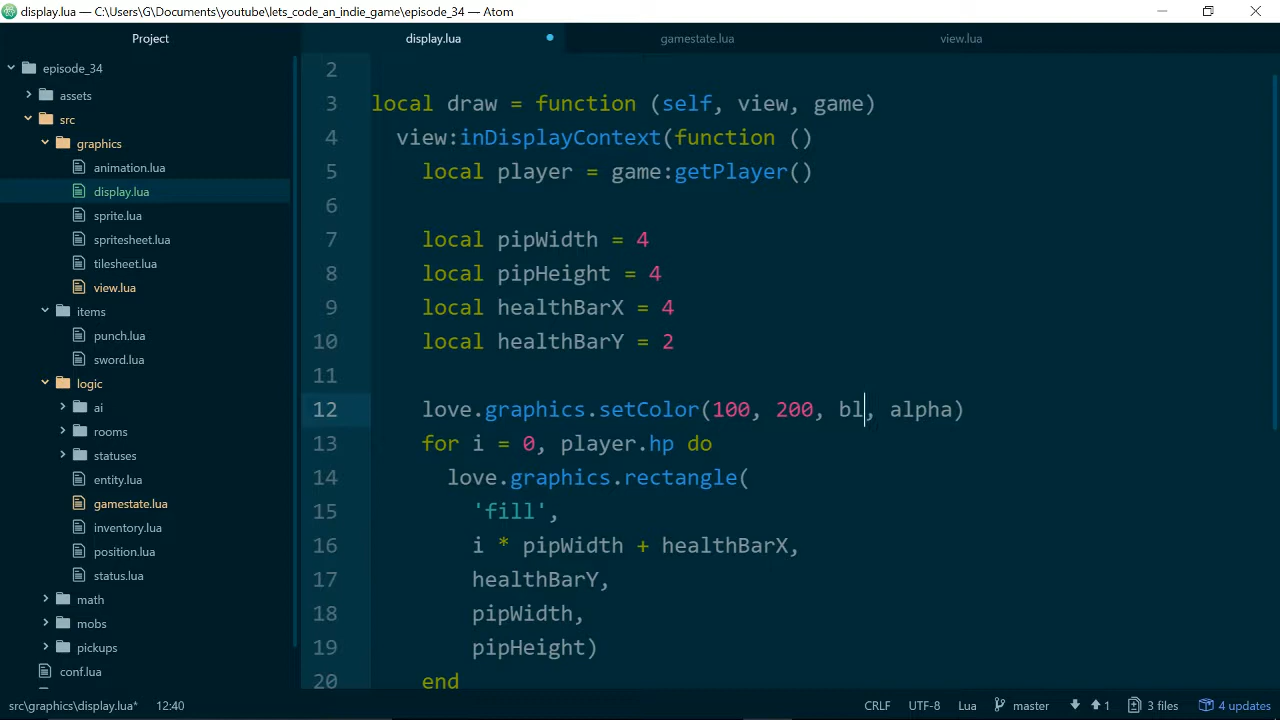 display.lua — C:\Users\G\Documents\youtube\lets_code_an_indie_game\episode_34 — Atom
Project
display.lua
gamestate.lua
view.lua
episode_34
assets
src
graphics
animation.lua
display.lua
sprite.lua
spritesheet.lua
tilesheet.lua
view.lua
items
punch.lua
sword.lua
logic
ai
rooms
statuses
entity.lua
gamestate.lua
inventory.lua
position.lua
status.lua
math
mobs
pickups
conf.lua
2
3 local draw = function (self, view, game)
4 view:inDisplayContext(function ()
5 local player = game:getPlayer()
6
7 local pipWidth = 4
8 local pipHeight = 4
9 local healthBarX = 4
10 local healthBarY = 2
11
12 love.graphics.setColor(100, 200, bl, alpha)
13 for i = 0, player.hp do
14 love.graphics.rectangle(
15 'fill',
16 i * pipWidth + healthBarX,
17 healthBarY,
18 pipWidth,
19 pipHeight)
20 end
src\graphics\display.lua* 12:40 CRLF UTF-8 Lua master 1 3 files 4 updates